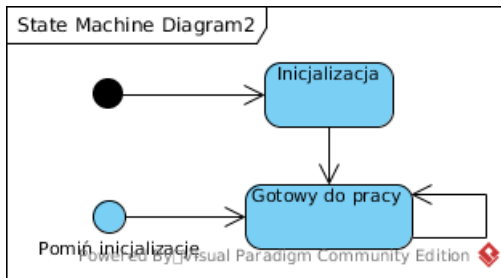 State Machine Diagram2
Inicjalizacja
Gotowy do pracy
Pomiń inicjalizację
Powered By Visual Paradigm Community Edition